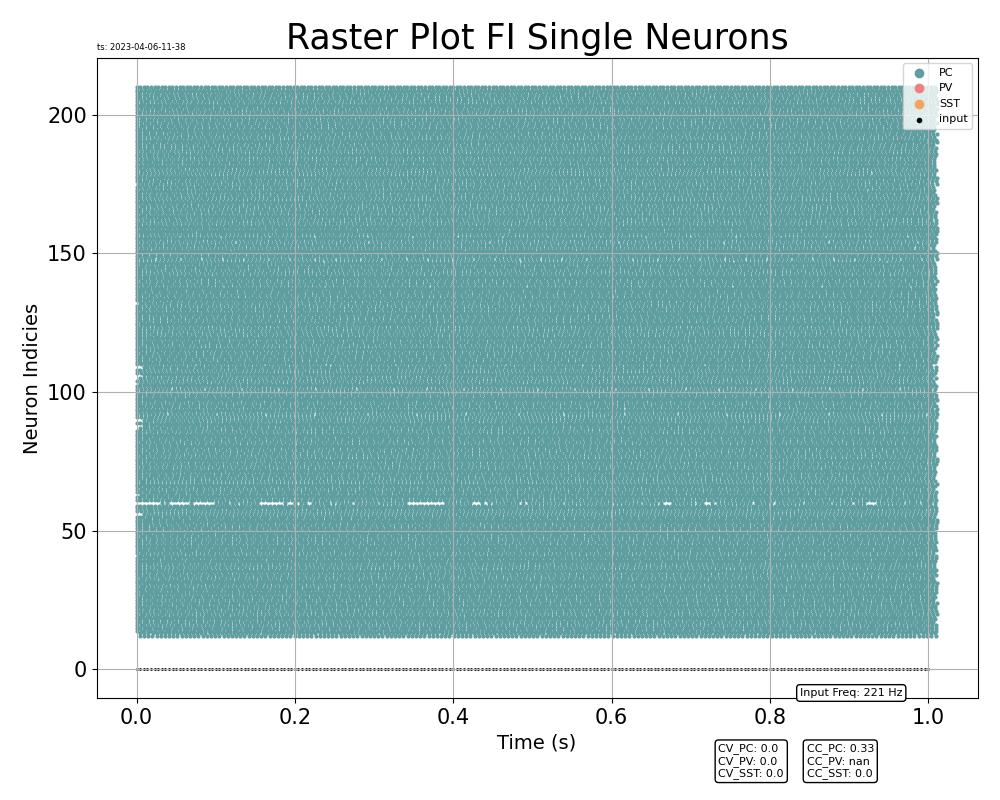 Raster Plot FI Single Neurons
ts: 2023-04-06-11-38
PC
PV
SST
input
200
150
100
50
0
Neuron Indicies
Input Freq: 221 Hz
0.0 0.2 0.4 0.6 0.8 1.0
Time (s)
CV_PC: 0.0
CV_PV: 0.0
CV_SST: 0.0
CC_PC: 0.33
CC_PV: nan
CC_SST: 0.0